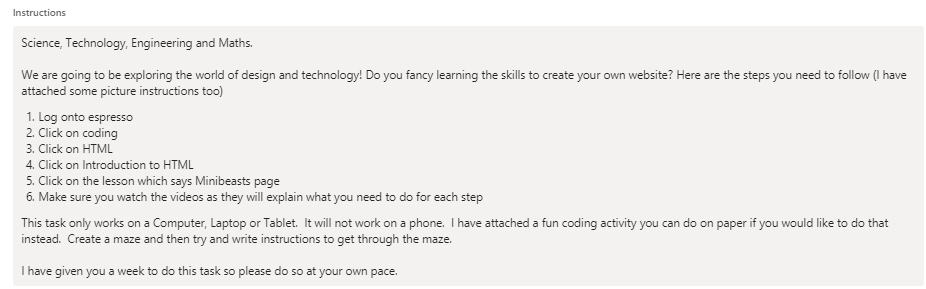 Instructions
Science, Technology, Engineering and Maths.
We are going to be exploring the world of design and technology! Do you fancy learning the skills to create your own website? Here are the steps you need to follow (I have
attached some picture instructions too)
1. Log onto espresso
2. Click on coding
3. Click on HTML
4. Click on Introduction to HTML
5. Click on the lesson which says Minibeasts page
6. Make sure you watch the videos as they will explain what you need to do for each step
This task only works on a Computer, Laptop or Tablet.  It will not work on a phone.  I have attached a fun coding activity you can do on paper if you would like to do that
instead.  Create a maze and then try and write instructions to get through the maze.
I have given you a week to do this task so please do so at your own pace.